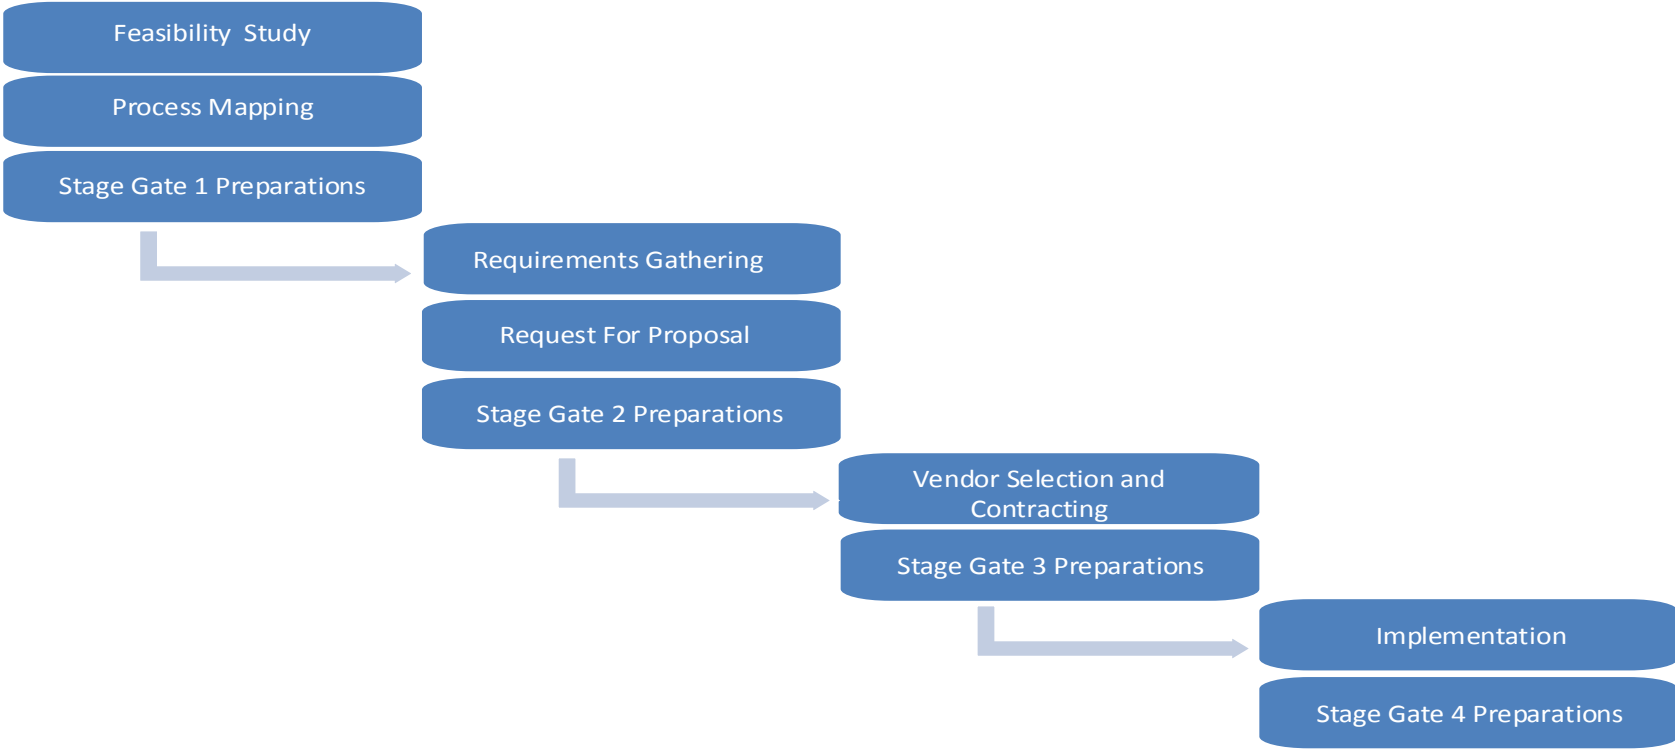 Feasibility Study
Process Mapping
Stage Gate 1 Preparations
Requirements Gathering
Request For Proposal
Stage Gate 2 Preparations
Vendor Selection and
Contracting
Stage Gate 3 Preparations
Implementation
Stage Gate 4 Preparations